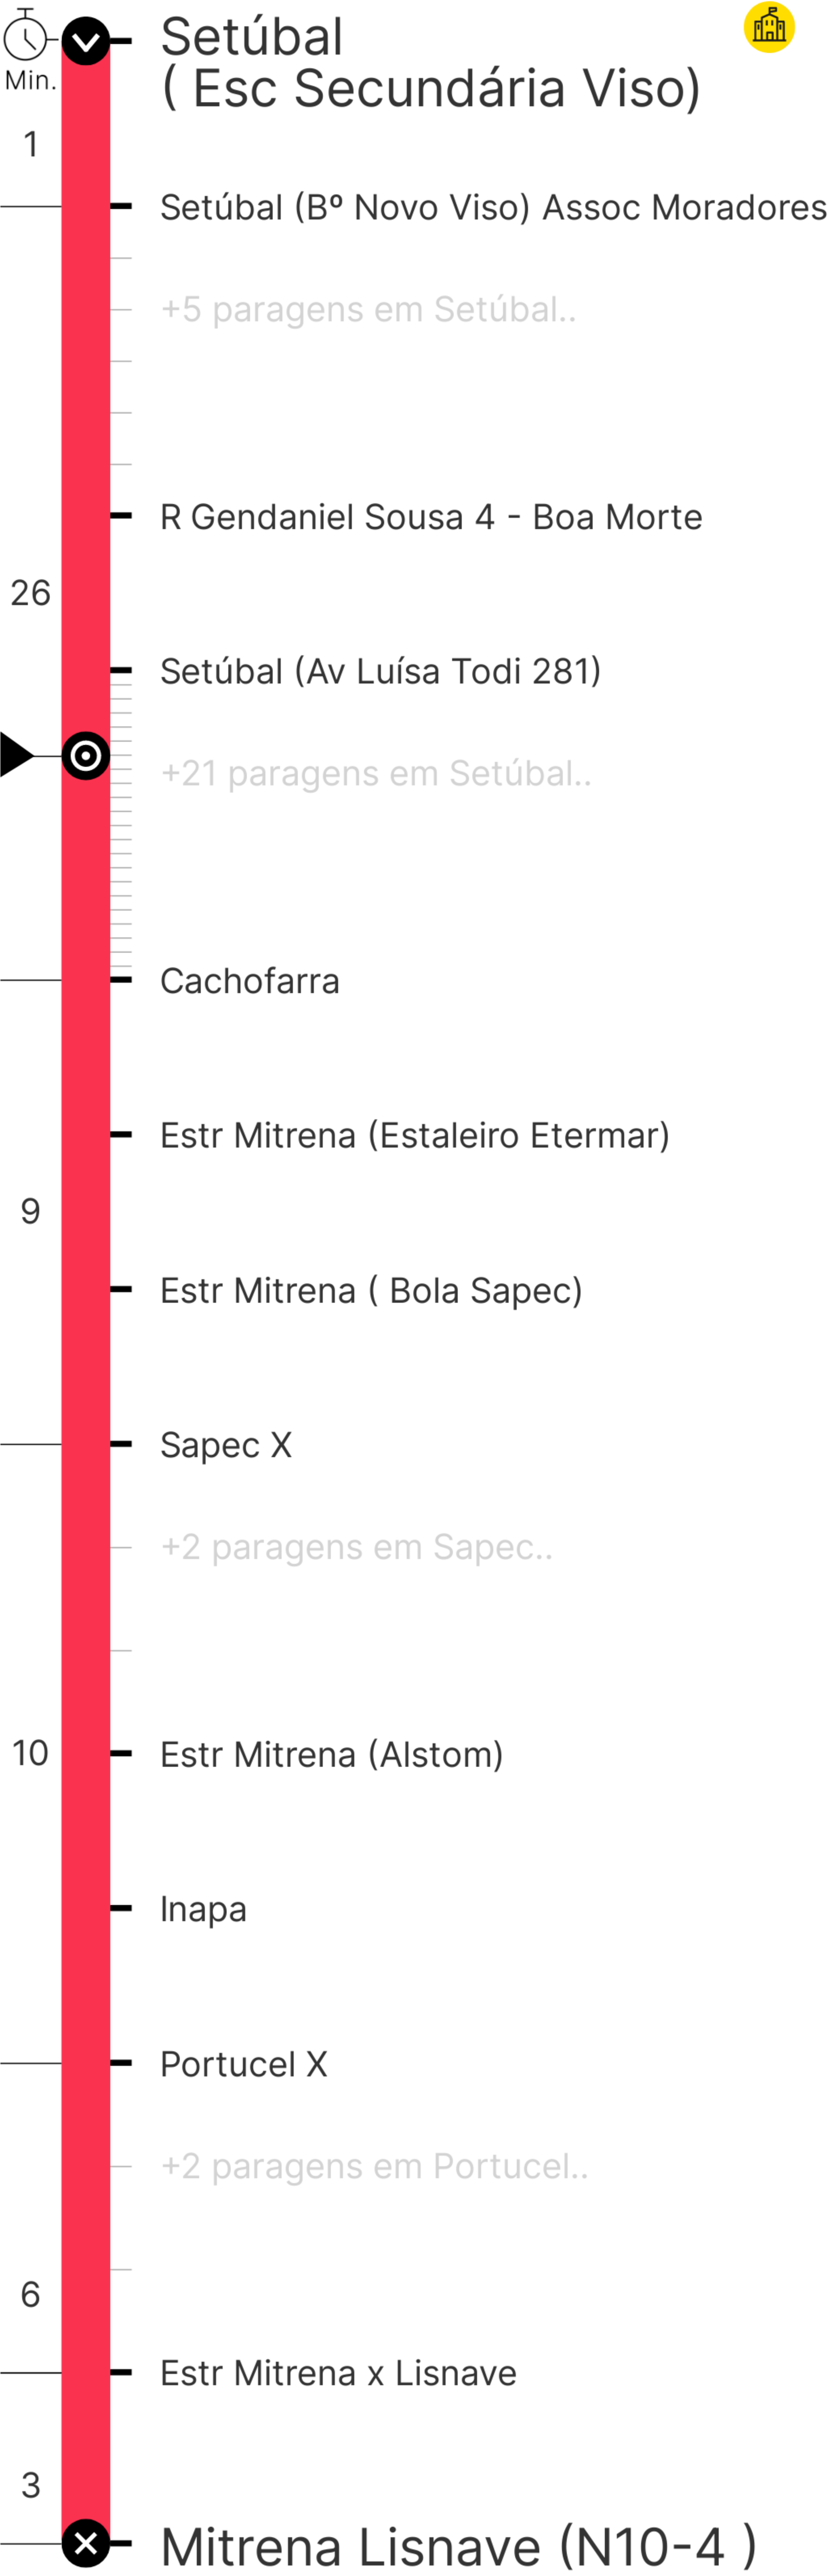 Setúbal
( Esc Secundária Viso)
Min.
1
Setúbal (Bº Novo Viso) Assoc Moradores
+5 paragens em Setúbal..
R Gendaniel Sousa 4 - Boa Morte
26
Setúbal (Av Luísa Todi 281)
+21 paragens em Setúbal..
Cachofarra
Estr Mitrena (Estaleiro Etermar)
9
Estr Mitrena ( Bola Sapec)
Sapec X
+2 paragens em Sapec..
10
Estr Mitrena (Alstom)
Inapa
Portucel X
+2 paragens em Portucel..
6
Estr Mitrena x Lisnave
3
Mitrena Lisnave (N10-4 )